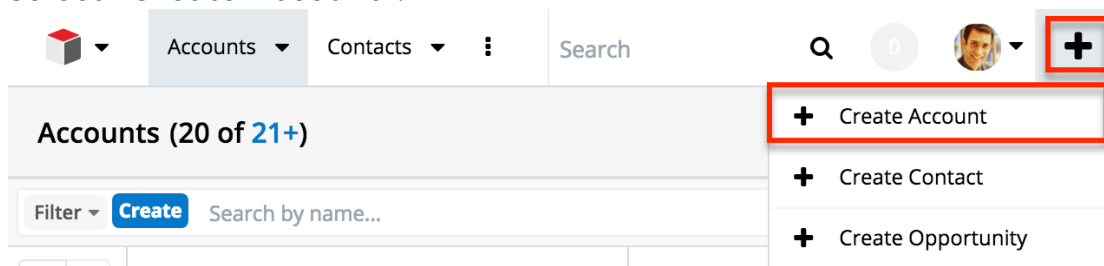 Accounts Contacts Search 0
Create Account
Accounts (20 of 21+)
Create Contact
Filter Create Search by name...
Create Opportunity